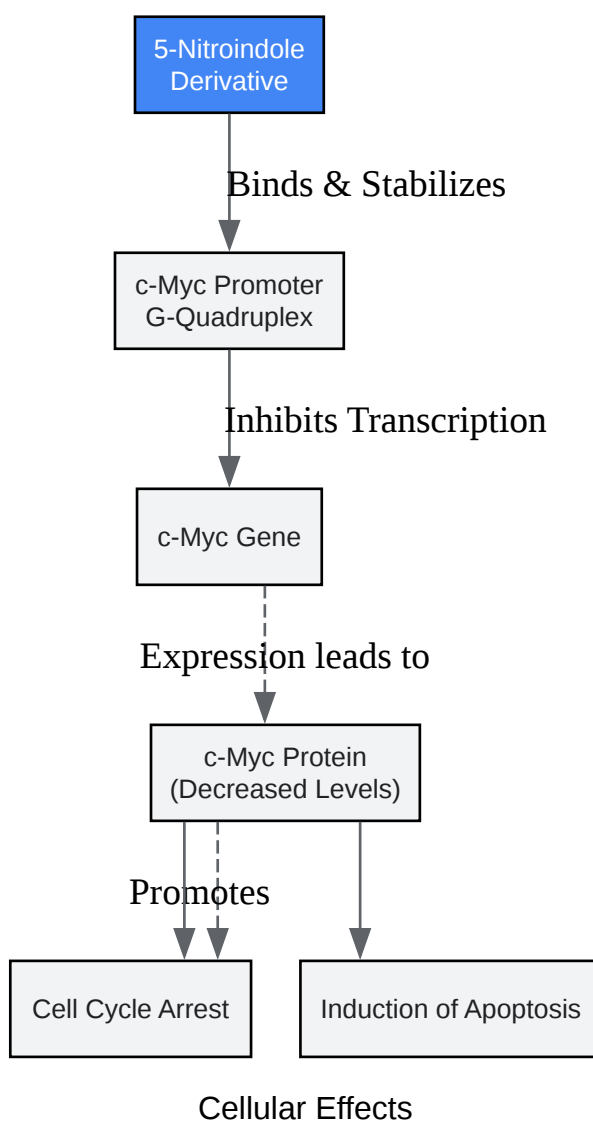 5-Nitroindole
Derivative
Binds & Stabilizes
c-Myc Promoter
G-Quadruplex
Inhibits Transcription
c-Myc Gene
Expression leads to
c-Myc Protein
(Decreased Levels)
Promotes
Cell Cycle Arrest
Induction of Apoptosis
Cellular Effects